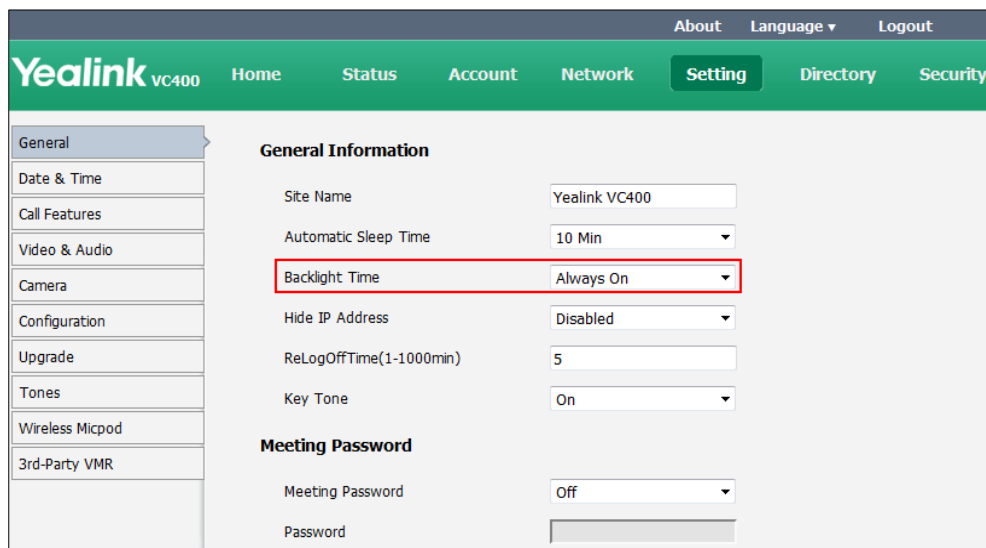 About Language ▾ Logout
Yealink VC400 Home Status Account Network Setting Directory Security
General
Date & Time
Call Features
Video & Audio
Camera
Configuration
Upgrade
Tones
Wireless Micpod
3rd-Party VMR
General Information
Site Name Yealink VC400
Automatic Sleep Time 10 Min
Backlight Time Always On
Hide IP Address Disabled
ReLogOffTime(1-1000min) 5
Key Tone On
Meeting Password
Meeting Password Off
Password